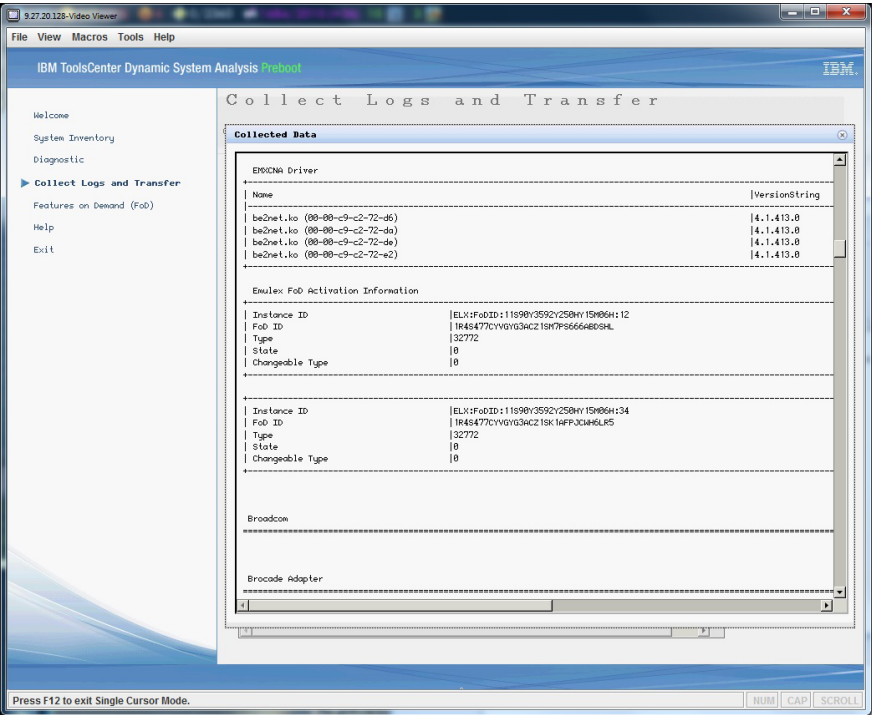 9.27.20.128-Video Viewer
File View Macros Tools Help
IBM ToolsCenter Dynamic System Analysis Preboot
IBM.
Welcome
System Inventory
Diagnostic
Collect Logs and Transfer
Features on Demand (FoD)
Help
Exit
Collect Logs and Transfer
Collected Data
EMXCNA Driver
| Name |VersionString
| be2net.ko (00-00-c9-c2-72-d6) |4.1.413.0
| be2net.ko (00-00-c9-c2-72-da) |4.1.413.0
| be2net.ko (00-00-c9-c2-72-de) |4.1.413.0
| be2net.ko (00-00-c9-c2-72-e2) |4.1.413.0
Emulex FoD Activation Information
| Instance ID |ELX:FoDID:11S90Y3592Y250HY15M06H:12
| FoD ID |1R4S477CYVGYG3ACZ1SM7PS666ABDSHL
| Type |32772
| State |0
| Changeable Type |0
| Instance ID |ELX:FoDID:11S90Y3592Y250HY15M06H:34
| FoD ID |1R4S477CYVGYG3ACZ1SK1AFPJCWH6LR5
| Type |32772
| State |0
| Changeable Type |0
Broadcom
Brocade Adapter
Press F12 to exit Single Cursor Mode.
NUM CAP SCROLL